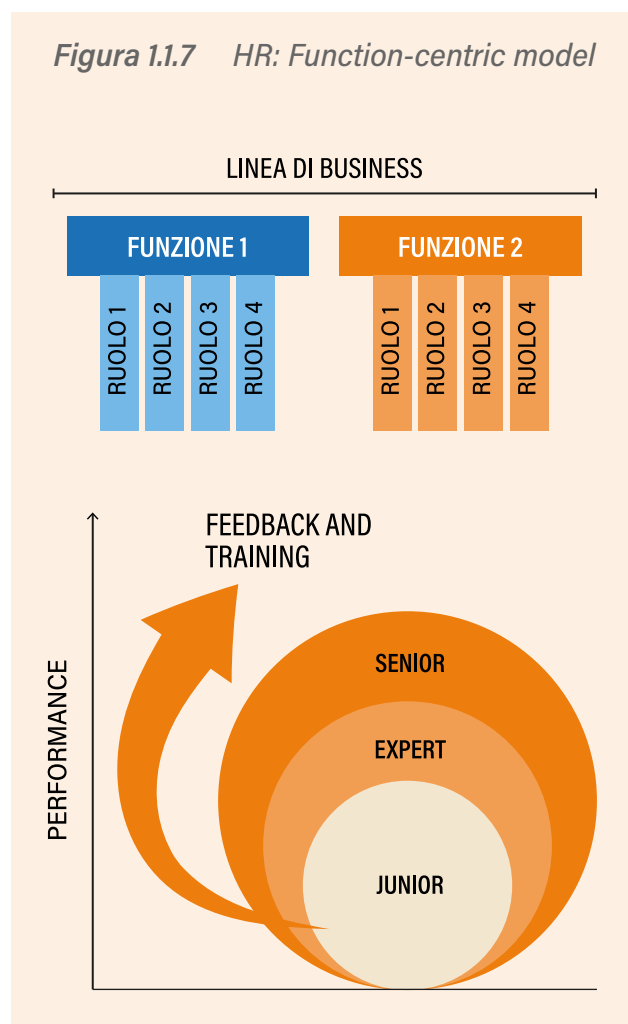 Figura 1.1.7 HR: Function-centric model
LINEA DI BUSINESS
FUNZIONE 1
FUNZIONE 2
RUOLO 1
RUOLO 2
RUOLO 3
RUOLO 4
RUOLO 1
RUOLO 2
RUOLO 3
RUOLO 4
FEEDBACK AND
TRAINING
PERFORMANCE
SENIOR
EXPERT
JUNIOR